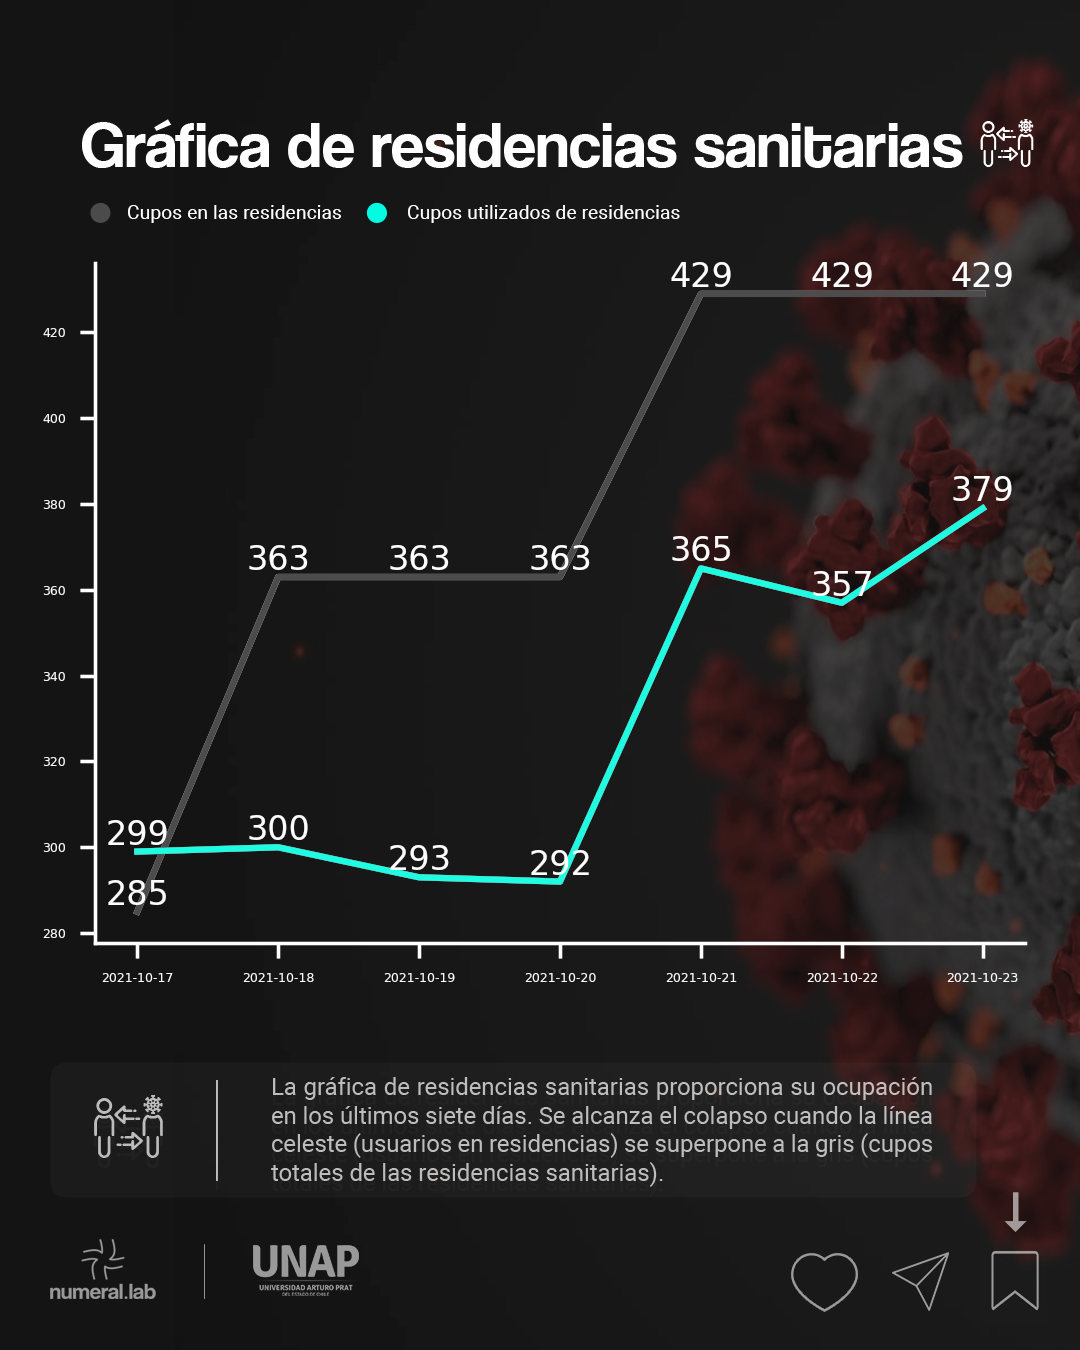 Gráfica de residencias sanitarias
Cupos en las residencias
Cupos utilizados de residencias
429 429 429
420
400
380
379
363 363 363 365
357
360
340
320
300
299 300 293 292
285
280
2021-10-17 2021-10-18 2021-10-19 2021-10-20 2021-10-21 2021-10-22 2021-10-23
La gráfica de residencias sanitarias proporciona su ocupación
en los últimos siete días. Se alcanza el colapso cuando la línea
celeste (usuarios en residencias) se superpone a la gris (cupos
totales de las residencias sanitarias).
numeral.lab
UNAP
UNIVERSIDAD ARTURO PRAT
DEL ESTADO DE CHILE